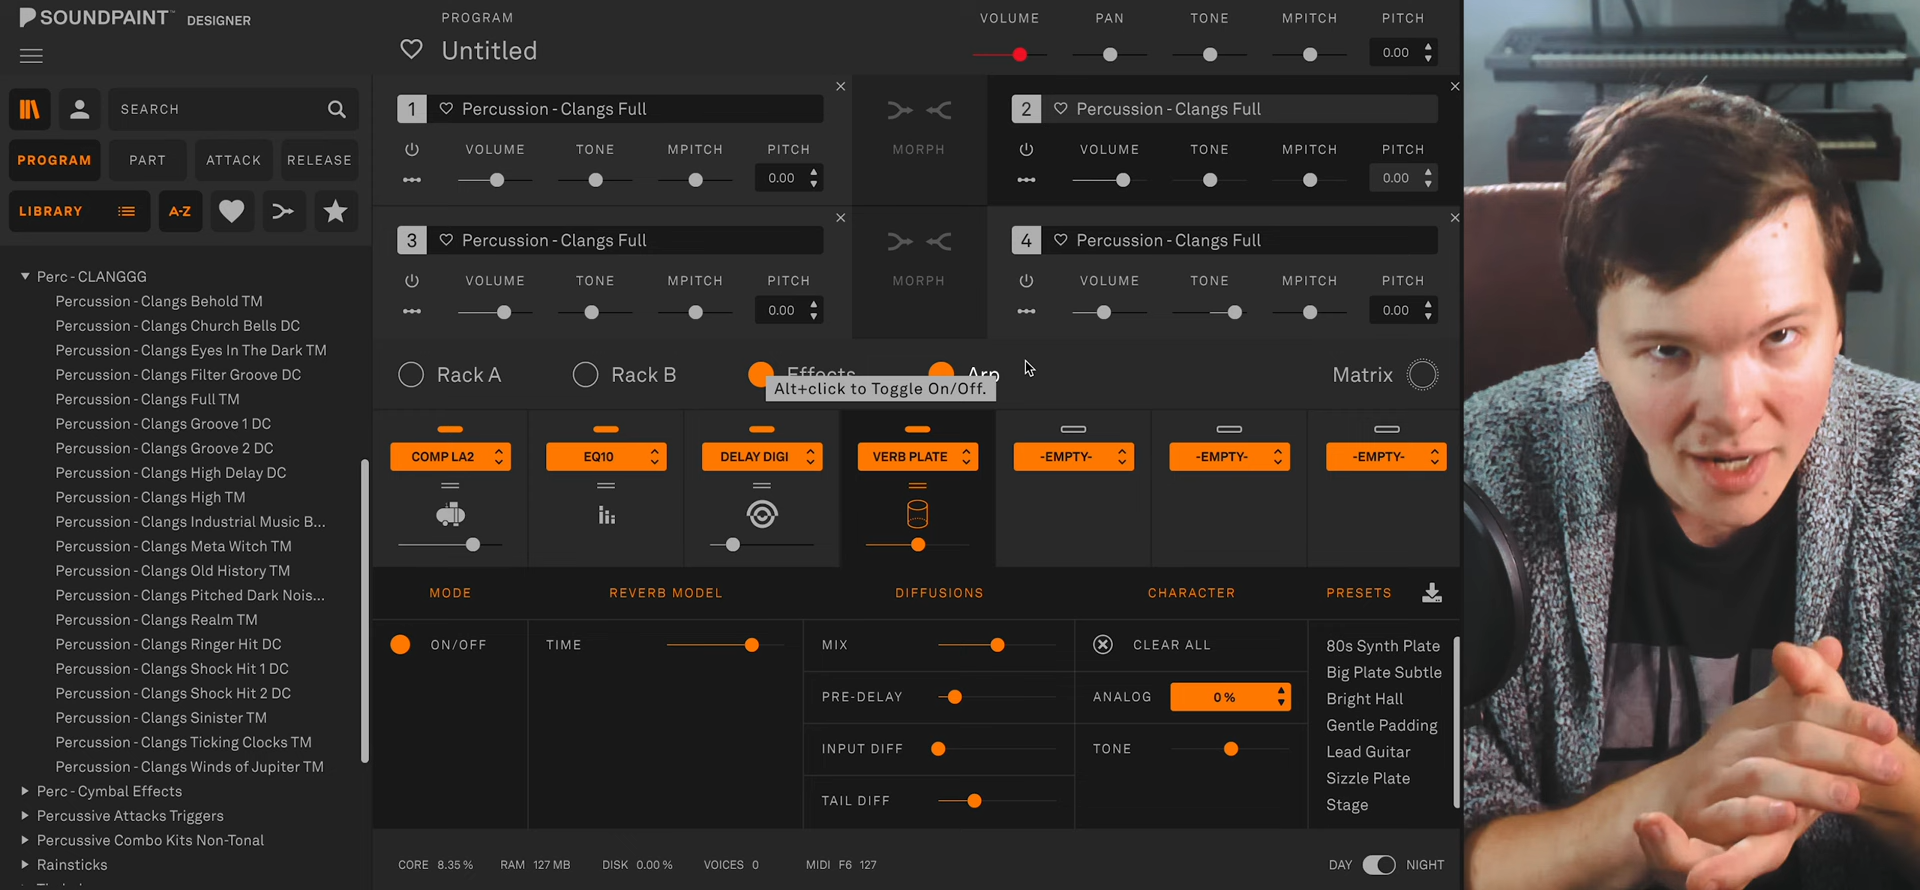 SOUNDPAINT™ DESIGNER
PROGRAM
Untitled
VOLUME PAN TONE MPITCH PITCH
0.00
SEARCH
PROGRAM PART ATTACK RELEASE
LIBRARY A-Z
Perc - CLANGGG
Percussion - Clangs Behold TM
Percussion - Clangs Church Bells DC
Percussion - Clangs Eyes In The Dark TM
Percussion - Clangs Filter Groove DC
Percussion - Clangs Full TM
Percussion - Clangs Groove 1 DC
Percussion - Clangs Groove 2 DC
Percussion - Clangs High Delay DC
Percussion - Clangs High TM
Percussion - Clangs Industrial Music B...
Percussion - Clangs Meta Witch TM
Percussion - Clangs Old History TM
Percussion - Clangs Pitched Dark Nois...
Percussion - Clangs Realm TM
Percussion - Clangs Ringer Hit DC
Percussion - Clangs Shock Hit 1 DC
Percussion - Clangs Shock Hit 2 DC
Percussion - Clangs Sinister TM
Percussion - Clangs Ticking Clocks TM
Percussion - Clangs Winds of Jupiter TM
Perc - Cymbal Effects
Percussive Attacks Triggers
Percussive Combo Kits Non-Tonal
Rainsticks
1 Percussion - Clangs Full
VOLUME TONE MPITCH PITCH
0.00
MORPH
2 Percussion - Clangs Full
VOLUME TONE MPITCH PITCH
0.00
3 Percussion - Clangs Full
VOLUME TONE MPITCH PITCH
0.00
MORPH
4 Percussion - Clangs Full
VOLUME TONE MPITCH PITCH
0.00
Rack A Rack B Effects Arp Matrix
Alt+click to Toggle On/Off.
COMP LA2 EQ10 DELAY DIGI VERB PLATE -EMPTY- -EMPTY- -EMPTY-
MODE REVERB MODEL DIFFUSIONS CHARACTER PRESETS
ON/OFF
TIME
MIX
PRE-DELAY
INPUT DIFF
TAIL DIFF
CLEAR ALL
ANALOG 0 %
TONE
80s Synth Plate
Big Plate Subtle
Bright Hall
Gentle Padding
Lead Guitar
Sizzle Plate
Stage
CORE 8.35 % RAM 127 MB DISK 0.00 % VOICES 0 MIDI F6 127
DAY NIGHT